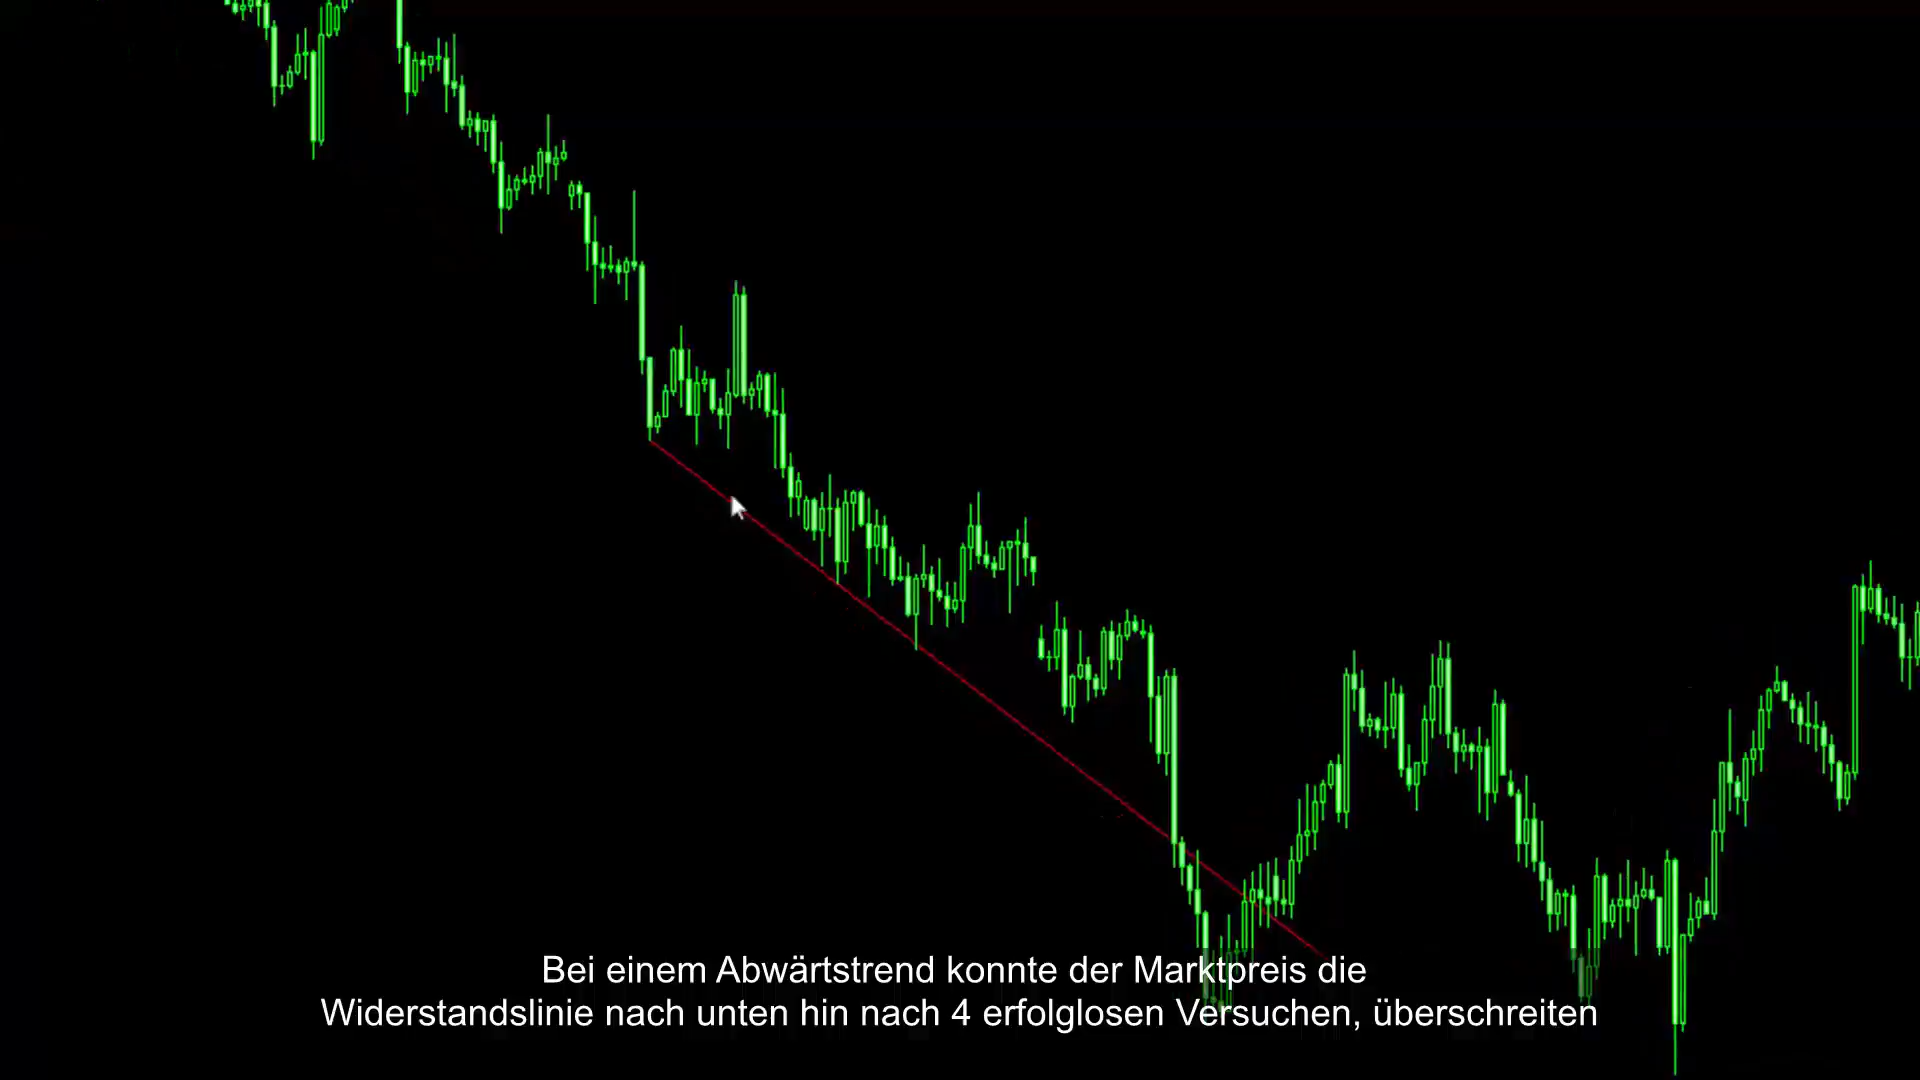 Bei einem Abwärtstrend konnte der Marktpreis die
Widerstandslinie nach unten hin nach 4 erfolglosen Versuchen, überschreiten